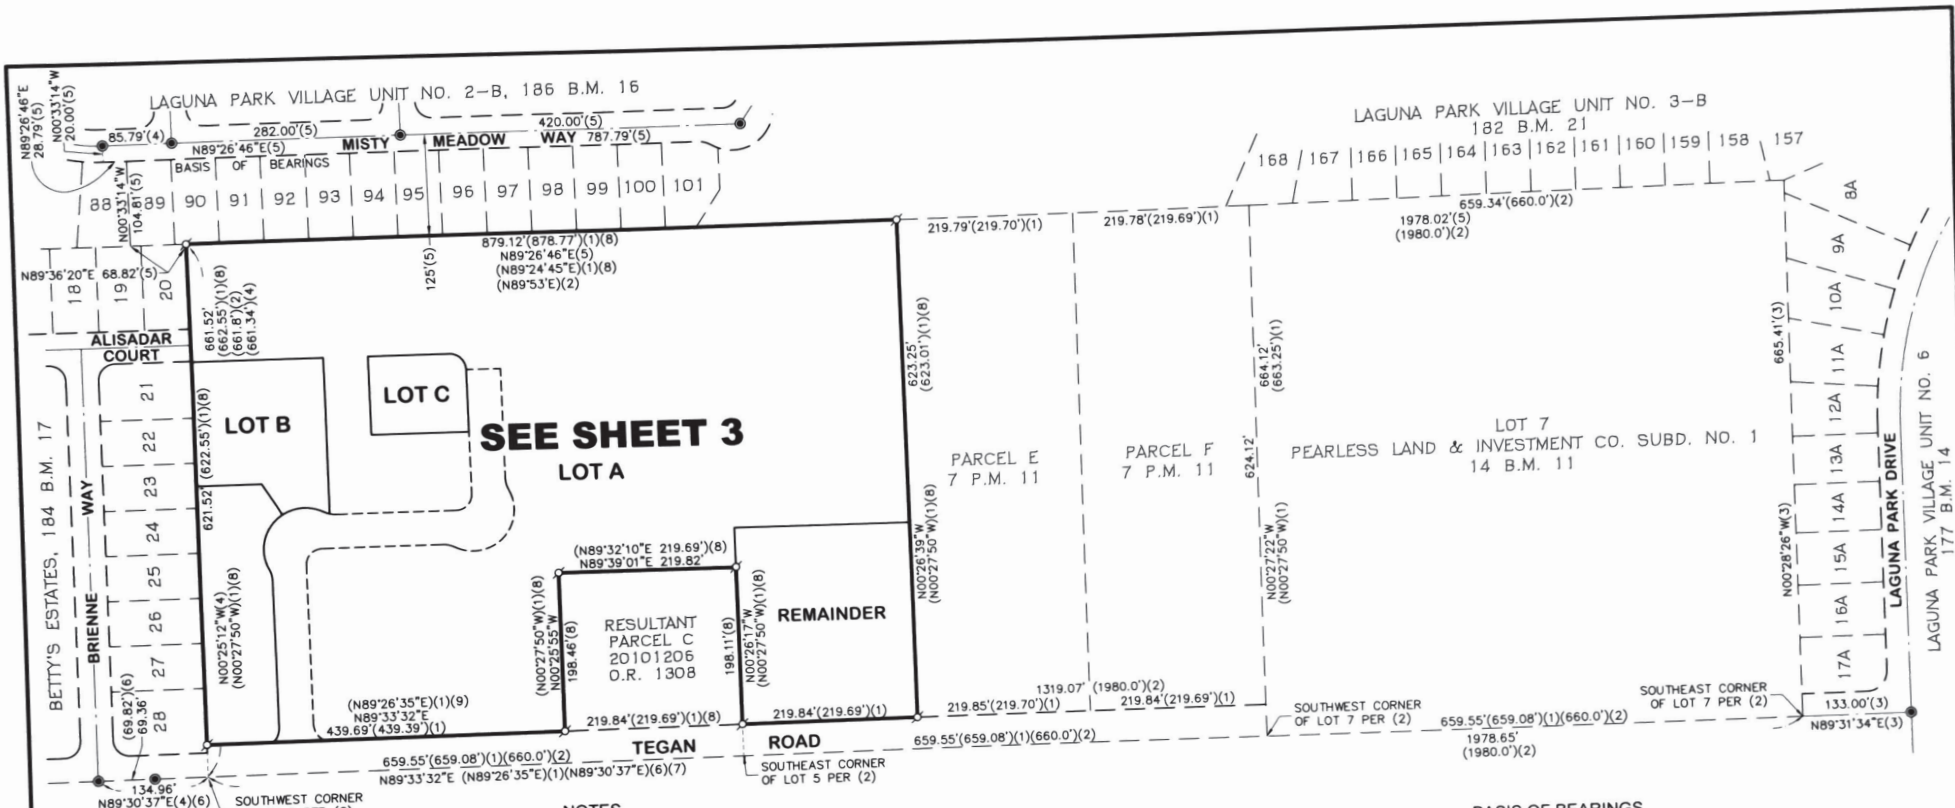 LAGUNA PARK VILLAGE UNIT NO. 2-B, 186 B.M. 16
N89°26'46"E
28.79'(5)
N00°33'14"W
20.00'(5)
85.79'(4)
282.00'(5)
420.00'(5)
N89°26'46"E(5)
MISTY MEADOW WAY 787.79'(5)
BASIS OF BEARINGS
88 89 90 91 92 93 94 95 96 97 98 99 100 101
N00°33'14"W
104.81'(5)
125'(5)
LAGUNA PARK VILLAGE UNIT NO. 3-B
182 B.M. 21
168 167 166 165 164 163 162 161 160 159 158 157
659.34'(660.0')(2)
1978.02'(5)
(1980.0')(2)
219.79'(219.70')(1)
219.78'(219.69')(1)
879.12'(878.77')(1)(8)
N89°26'46"E(5)
(N89°24'45"E)(1)(8)
(N89°53'E)(2)
N89°36'20"E 68.82'(5)
18 19 20
ALISADAR
COURT
661.52'
(662.55')(1)(8)
(661.8')(2)
(661.34')(4)
621.52' (622.55')(1)(8)
N00°25'12"W(4)
(N00°27'50"W)(1)(8)
BETTY'S ESTATES, 184 B.M. 17
BRIENNE WAY
21
22
23
24
25
26
27
28
(69.82')(6)
69.36'
LOT B
LOT C
SEE SHEET 3
LOT A
623.25'
(623.01')(1)(8)
N00°26'39"W
(N00°27'50"W)(1)(8)
PARCEL E
7 P.M. 11
PARCEL F
7 P.M. 11
664.12'
(663.25')(1)
624.12'
N00°27'22"W
(N00°27'50"W)(1)
LOT 7
PEARLESS LAND & INVESTMENT CO. SUBD. NO. 1
14 B.M. 11
665.41'(3)
N00°28'26"W(3)
8A
9A
10A
11A
12A
13A
14A
15A
16A
17A
LAGUNA PARK DRIVE
LAGUNA PARK VILLAGE UNIT NO. 6
177 B.M. 14
(N89°32'10"E 219.69')(8)
N89°39'01"E 219.82'
(N00°27'50"W)(1)(8)
N00°25'55"W
198.46'(8)
RESULTANT
PARCEL C
20101206
O.R. 1308
198.11'(8)
N00°26'17"W
(N00°27'50"W)(1)(8)
REMAINDER
(N89°26'35"E)(1)(9)
N89°33'32"E
439.69'(439.39')(1)
219.84'(219.69')(1)(8)
219.84'(219.69')(1)
219.85'(219.70')(1)
1319.07' (1980.0')(2)
219.84'(219.69')(1)
TEGAN ROAD
659.55'(659.08')(1)(660.0')(2)
N89°33'32"E (N89°26'35"E)(1)(N89°30'37"E)(6)(7)
SOUTHEAST CORNER
OF LOT 5 PER (2)
659.55'(659.08')(1)(660.0')(2)
SOUTHWEST CORNER
OF LOT 7 PER (2)
659.55'(659.08')(1)(660.0')(2)
1978.65'
(1980.0')(2)
SOUTHEAST CORNER
OF LOT 7 PER (2)
133.00'(3)
N89°31'34"E(3)
134.96'
N89°30'37"E(4)(6)
SOUTHWEST CORNER
NOTES
BASIS OF BEARINGS